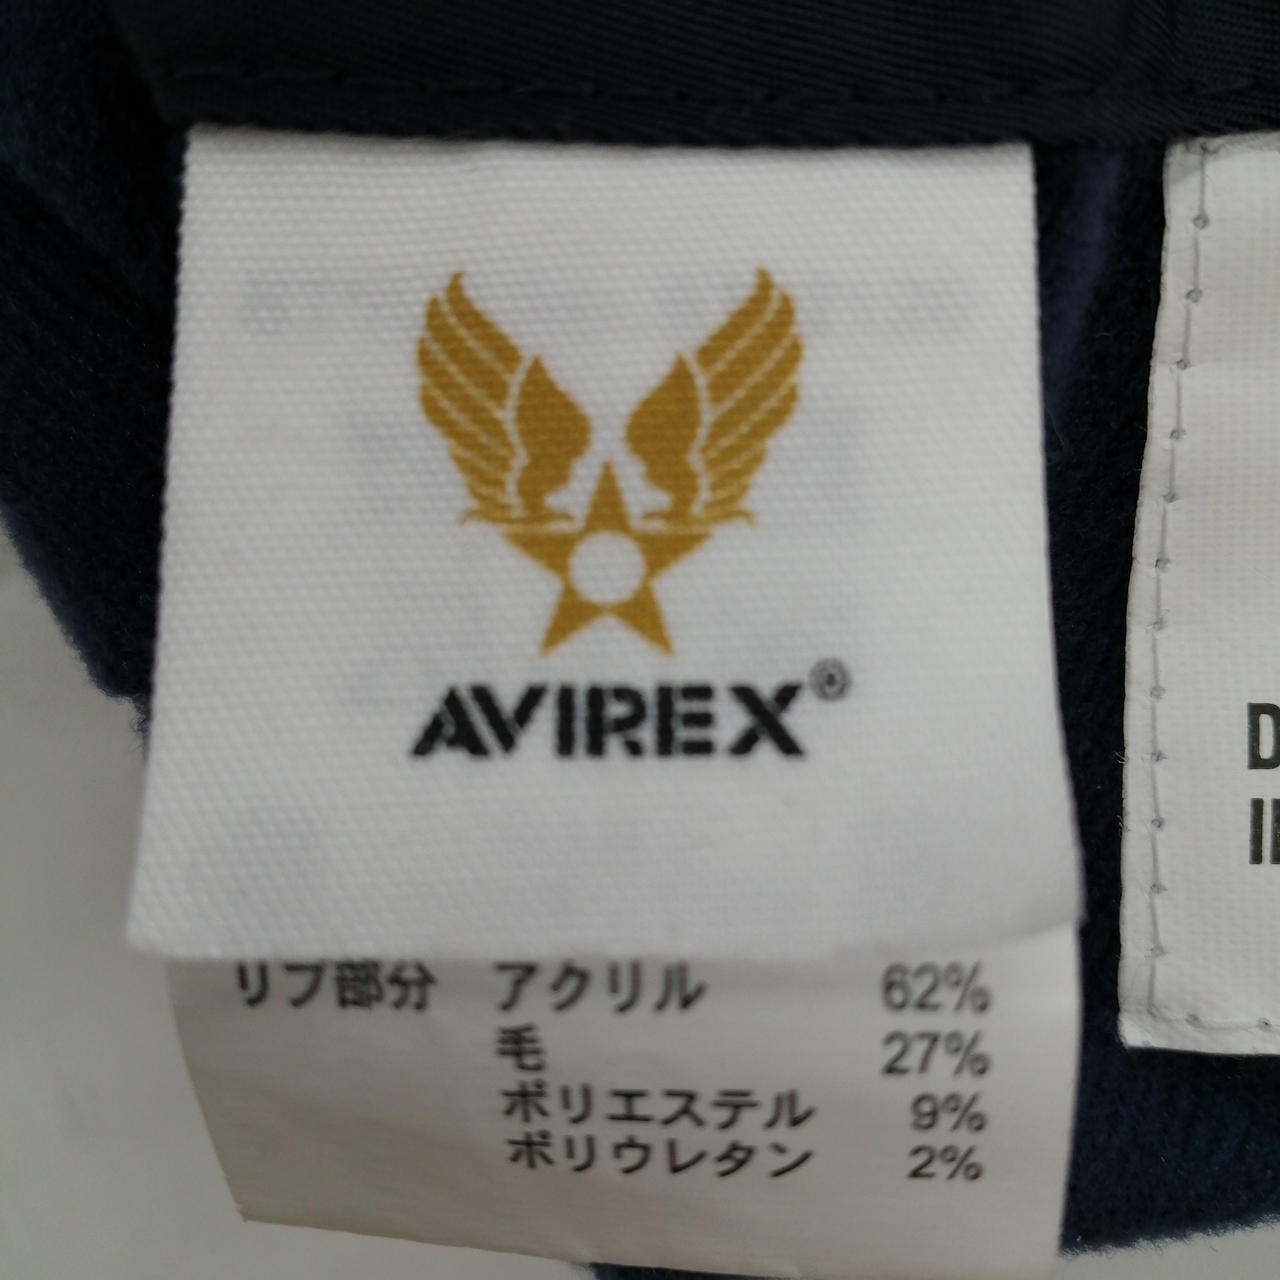 AVIREX®
リブ部分 アクリル 62%
毛 27%
ポリエステル 9%
ポリウレタン 2%